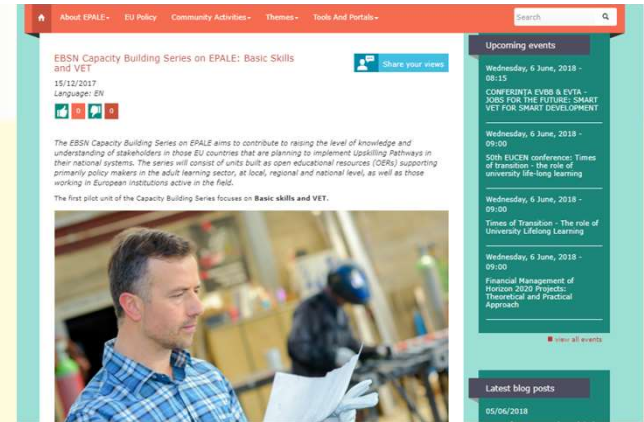 About EPALE
EU Policy
Community Activities
Themes
Tools And Portals
Search
EBSN Capacity Building Series on EPALE: Basic Skills
and VET
Share your views
15/12/2017
Language: EN
0
0
The EBSN Capacity Building Series on EPALE aims to contribute to raising the level of knowledge and
understanding of stakeholders in those EU countries that are planning to implement Upskilling Pathways in
their national systems. The series will consist of units built as open educational resources (OERs) supporting
primarily policy makers in the adult learning sector, at local, regional and national level, as well as those
working in European institutions active in the field.
The first pilot unit of the Capacity Building Series focuses on Basic skills and VET.
Upcoming events
Wednesday, 6 June, 2018 -
08:15
CONFERINȚA EVBB & EVTA -
JOBS FOR THE FUTURE: SMART
VET FOR SMART DEVELOPMENT
Wednesday, 6 June, 2018 -
09:00
50th EUCEN conference: Times
of transition - the role of
university life-long learning
Wednesday, 6 June, 2018 -
09:00
Times of Transition - The role of
University Lifelong Learning
Wednesday, 6 June, 2018 -
09:00
Financial Management of
Horizon 2020 Projects:
Theoretical and Practical
Approach
view all events
Latest blog posts
05/06/2018